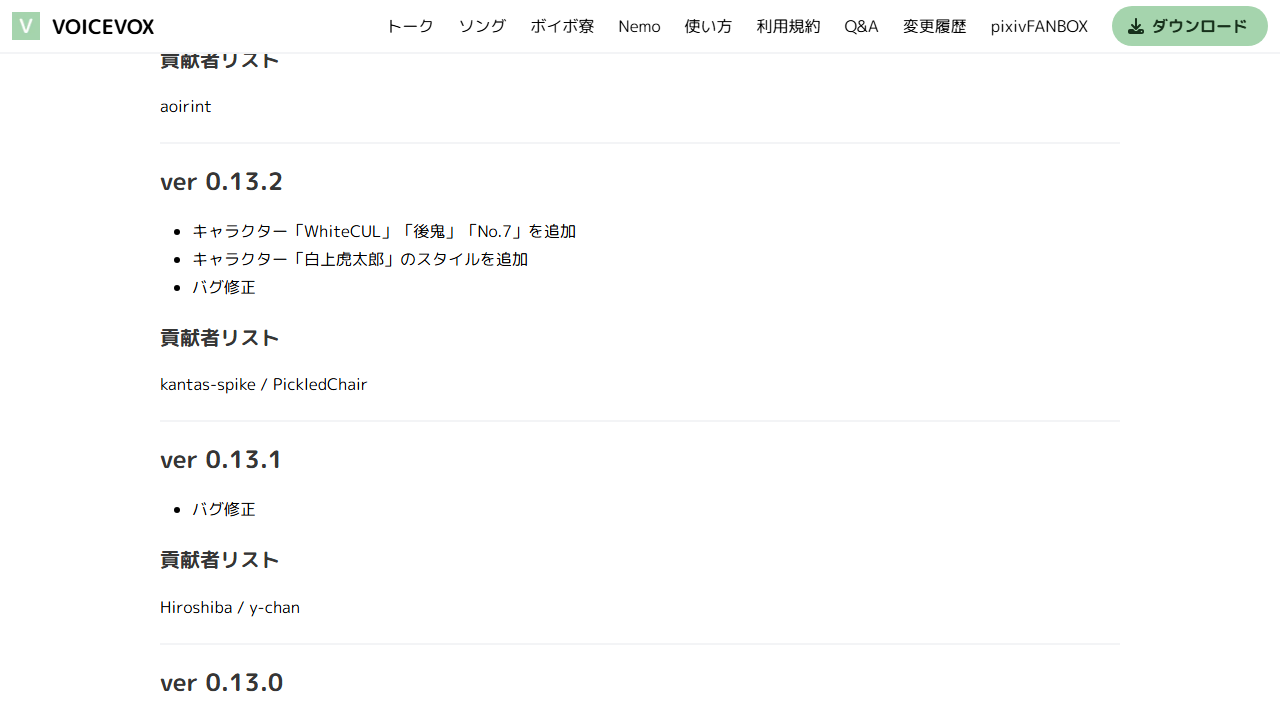 V VOICEVOX トーク ソング ボイボ寮 Nemo 使い方 利用規約 Q&A 変更履歴 pixivFANBOX ダウンロード
貢献者リスト
aoirint
ver 0.13.2
キャラクター「WhiteCUL」「後鬼」「No.7」を追加
キャラクター「白上虎太郎」のスタイルを追加
バグ修正
貢献者リスト
kantas-spike / PickledChair
ver 0.13.1
バグ修正
貢献者リスト
Hiroshiba / y-chan
ver 0.13.0